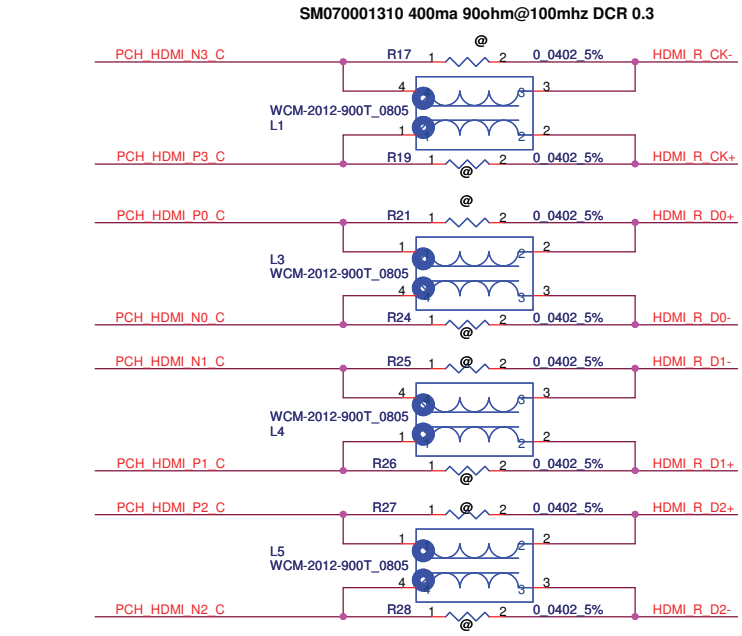 SM070001310 400ma 90ohm@100mhz DCR 0.3
@
PCH_HDMI_N3_C R17 1 2 0_0402_5% HDMI_R_CK-
4 3 3
WCM-2012-900T_0805
L1
1 2 2
PCH_HDMI_P3_C R19 1 2 0_0402_5% HDMI_R_CK+
@
@
PCH_HDMI_P0_C R21 1 2 0_0402_5% HDMI_R_D0+
1 2 2
L3
WCM-2012-900T_0805
4 3 3
PCH_HDMI_N0_C R24 1 2 0_0402_5% HDMI_R_D0-
@
PCH_HDMI_N1_C R25 1 @ 2 0_0402_5% HDMI_R_D1-
4 3 3
WCM-2012-900T_0805
L4
1 2 2
PCH_HDMI_P1_C R26 1 2 0_0402_5% HDMI_R_D1+
@
PCH_HDMI_P2_C R27 1 @ 2 0_0402_5% HDMI_R_D2+
1 2 2
L5
WCM-2012-900T_0805
4 3 3
PCH_HDMI_N2_C R28 1 2 0_0402_5% HDMI_R_D2-
@